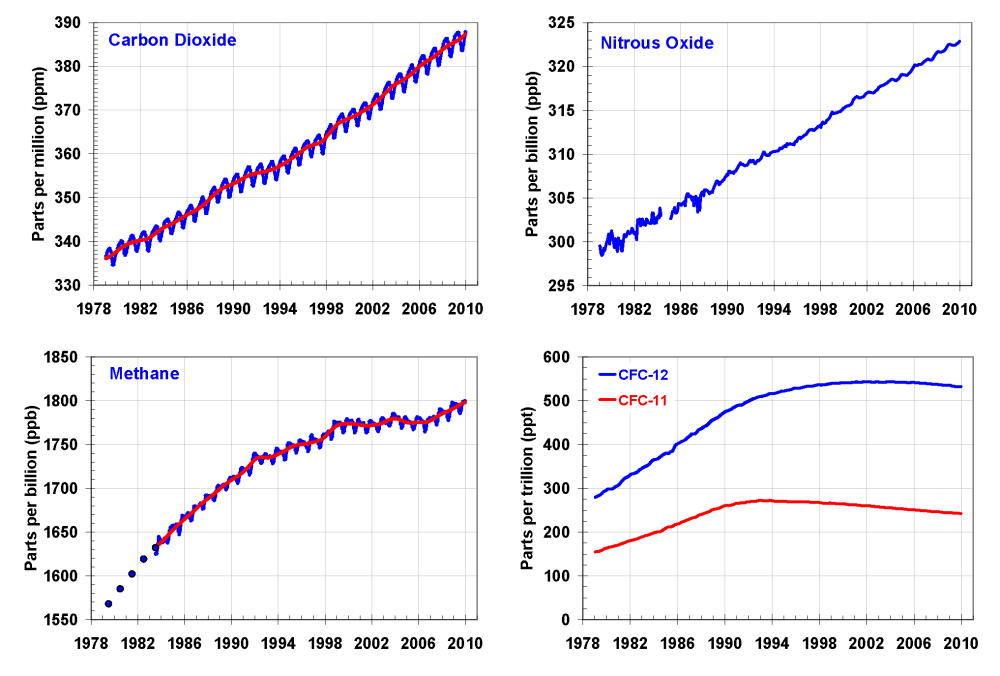 Carbon Dioxide
Parts per million (ppm)
390
380
370
360
350
340
330
1978 1982 1986 1990 1994 1998 2002 2006 2010
Nitrous Oxide
Parts per billion (ppb)
325
320
315
310
305
300
295
1978 1982 1986 1990 1994 1998 2002 2006 2010
Methane
Parts per billion (ppb)
1850
1800
1750
1700
1650
1600
1550
1978 1982 1986 1990 1994 1998 2002 2006 2010
CFC-12
CFC-11
Parts per trillion (ppt)
600
500
400
300
200
100
0
1978 1982 1986 1990 1994 1998 2002 2006 2010